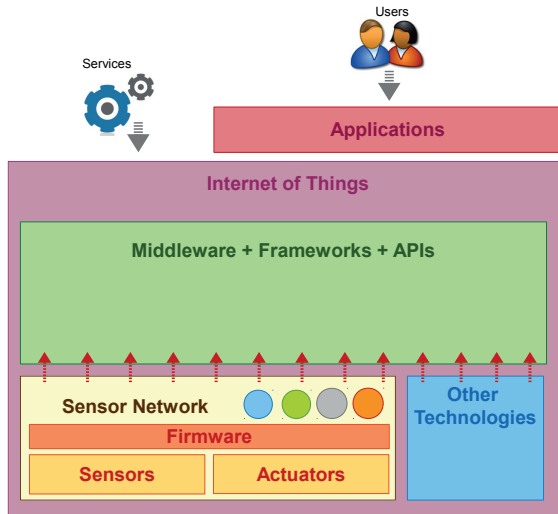 Users
Services
Applications
Internet of Things
Middleware + Frameworks + APIs
Sensor Network
Other
Technologies
Firmware
Sensors
Actuators